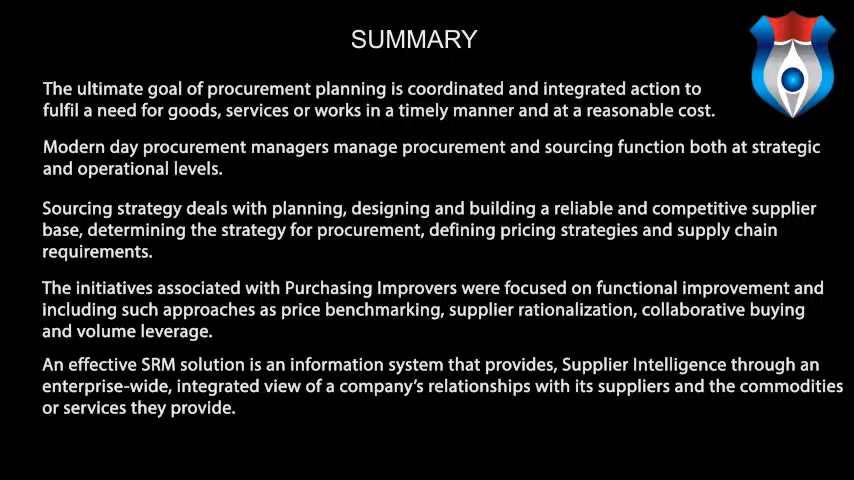 SUMMARY
The ultimate goal of procurement planning is coordinated and integrated action to
fulfil a need for goods, services or works in a timely manner and at a reasonable cost.
Modern day procurement managers manage procurement and sourcing function both at strategic
and operational levels.
Sourcing strategy deals with planning, designing and building a reliable and competitive supplier
base, determining the strategy for procurement, defining pricing strategies and supply chain
requirements.
The initiatives associated with Purchasing Improvers were focused on functional improvement and
including such approaches as price benchmarking, supplier rationalization, collaborative buying
and volume leverage.
An effective SRM solution is an information system that provides, Supplier Intelligence through an
enterprise-wide, integrated view of a company's relationships with its suppliers and the commodities
or services they provide.